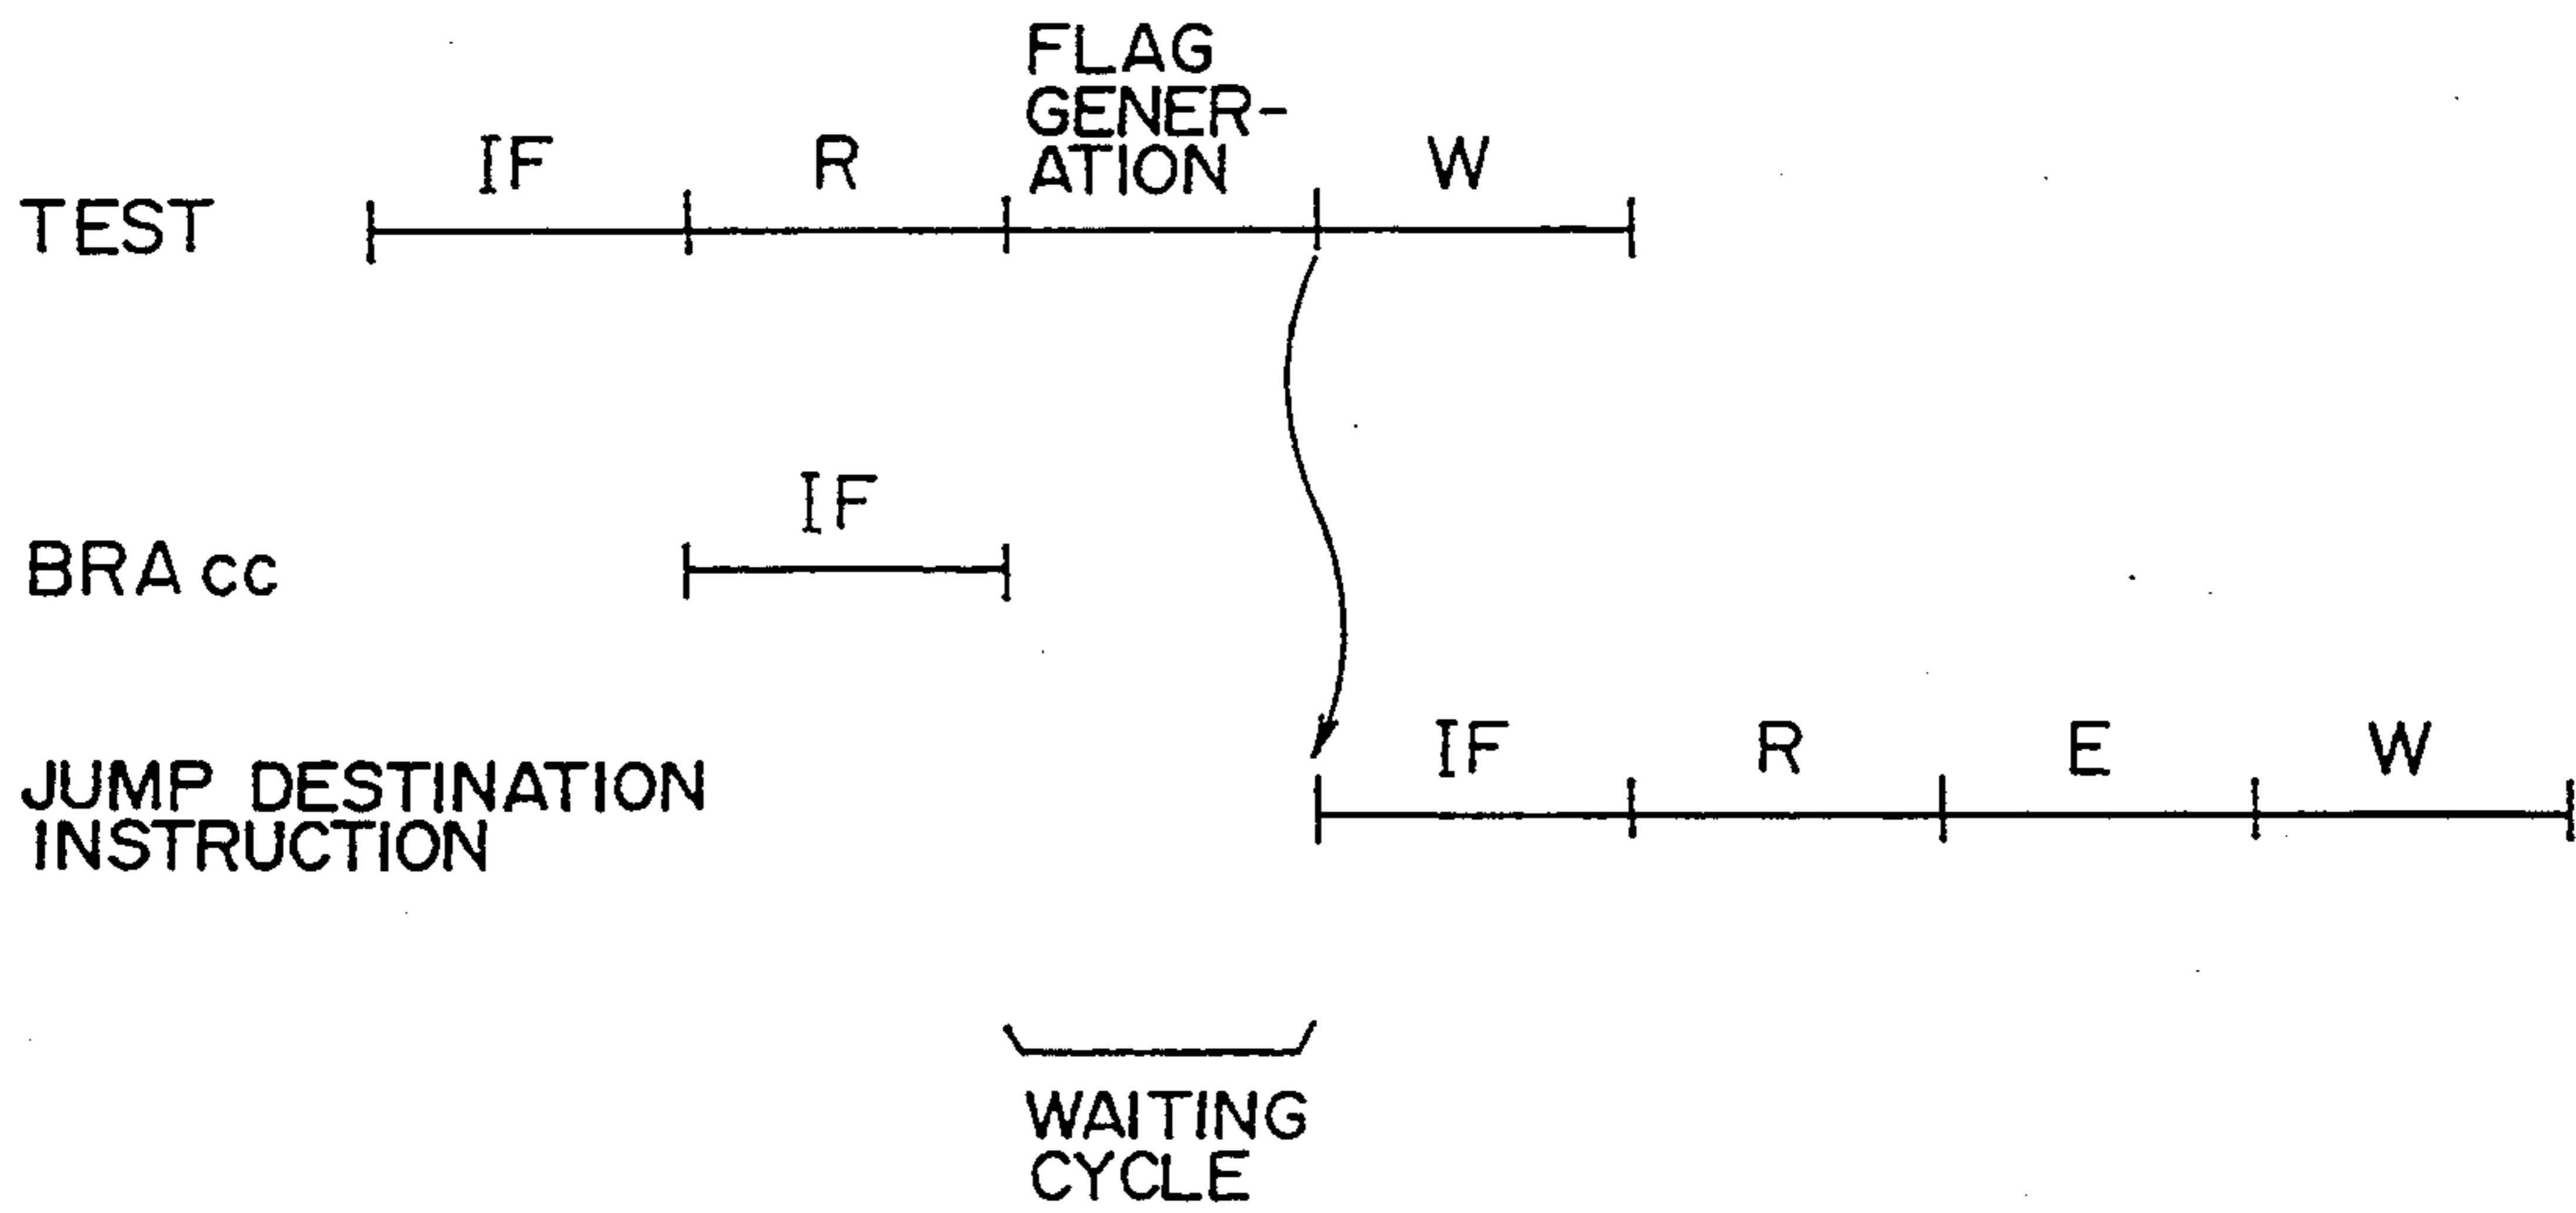 FLAG
GENER-
ATION
IF R W
TEST
IF
BRA cc
IF R E W
JUMP DESTINATION
INSTRUCTION
WAITING
CYCLE